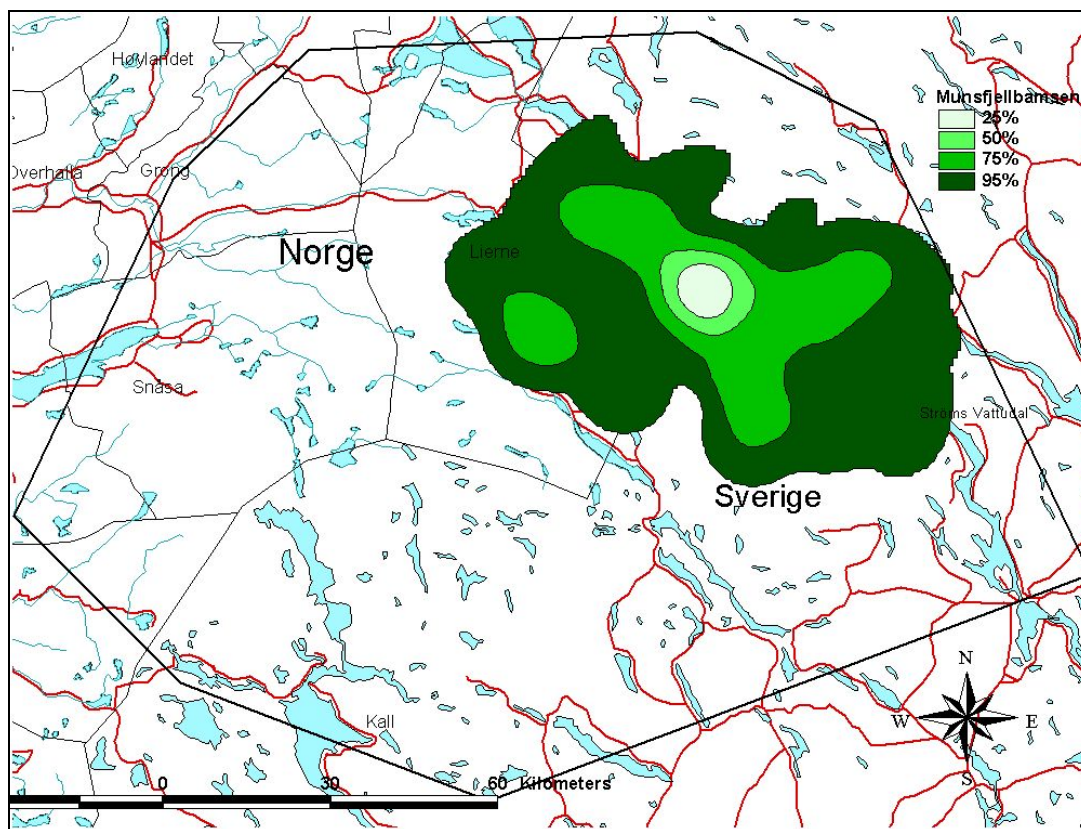 Høylandet
Munsfjellbamsen
25%
50%
75%
95%
Overhalla
Grong
Norge
Lierne
Snåsa
Ströms Vattudal
Sverige
N
W
E
S
Kall
0
30
60 Kilometers